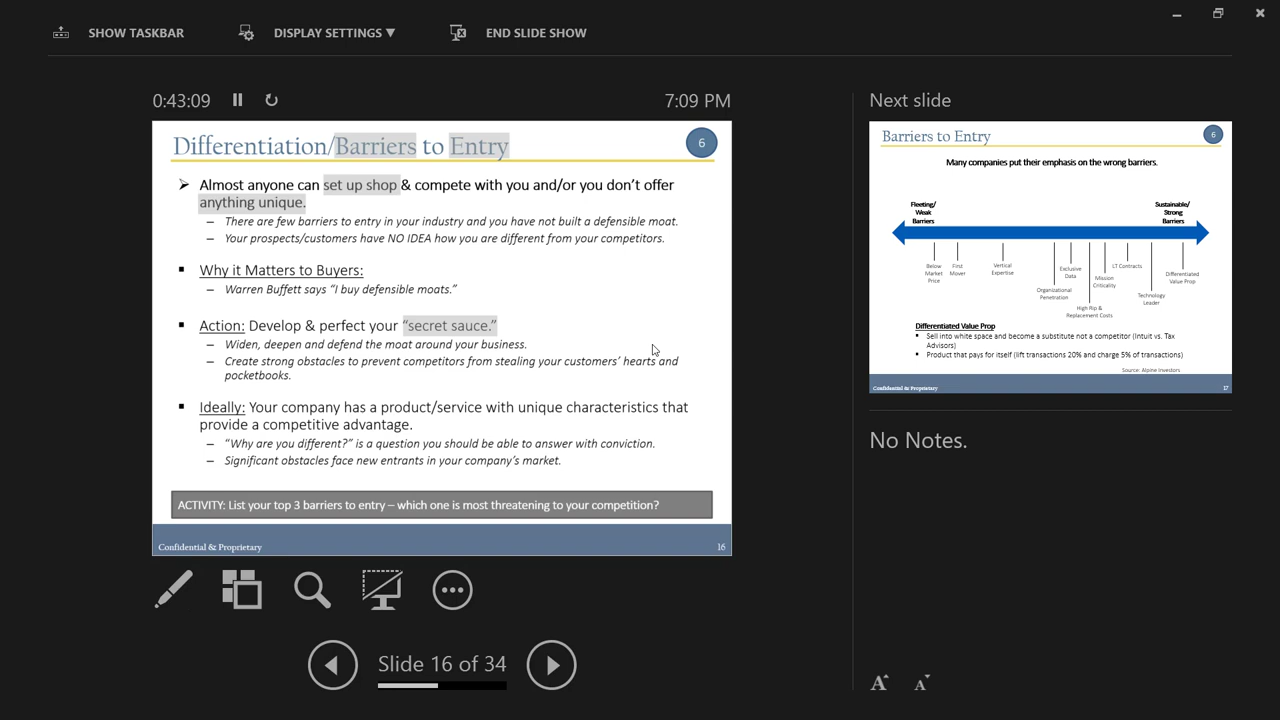 SHOW TASKBAR
DISPLAY SETTINGS ▼
END SLIDE SHOW
0:43:09
7:09 PM
Differentiation/Barriers to Entry
6
➢ Almost anyone can set up shop & compete with you and/or you don't offer
anything unique.
– There are few barriers to entry in your industry and you have not built a defensible moat.
– Your prospects/customers have NO IDEA how you are different from your competitors.
▪ Why it Matters to Buyers:
– Warren Buffett says "I buy defensible moats."
▪ Action: Develop & perfect your "secret sauce."
– Widen, deepen and defend the moat around your business.
– Create strong obstacles to prevent competitors from stealing your customers' hearts and
pocketbooks.
▪ Ideally: Your company has a product/service with unique characteristics that
provide a competitive advantage.
– "Why are you different?" is a question you should be able to answer with conviction.
– Significant obstacles face new entrants in your company's market.
ACTIVITY: List your top 3 barriers to entry – which one is most threatening to your competition?
Confidential & Proprietary
16
Slide 16 of 34
Next slide
Barriers to Entry
6
Many companies put their emphasis on the wrong barriers.
Fleeting/
Weak
Barriers
Sustainable/
Strong
Barriers
Below
Market
Price
First
Mover
Vertical
Expertise
Organizational
Penetration
Exclusive
Data
High Rip &
Replacement Costs
Mission
Criticality
LT Contracts
Technology
Leader
Differentiated
Value Prop
Differentiated Value Prop
▪ Sell into white space and become a substitute not a competitor (Intuit vs. Tax
Advisors)
▪ Product that pays for itself (lift transactions 20% and charge 5% of transactions)
Source: Alpine Investors
Confidential & Proprietary
17
No Notes.
A A